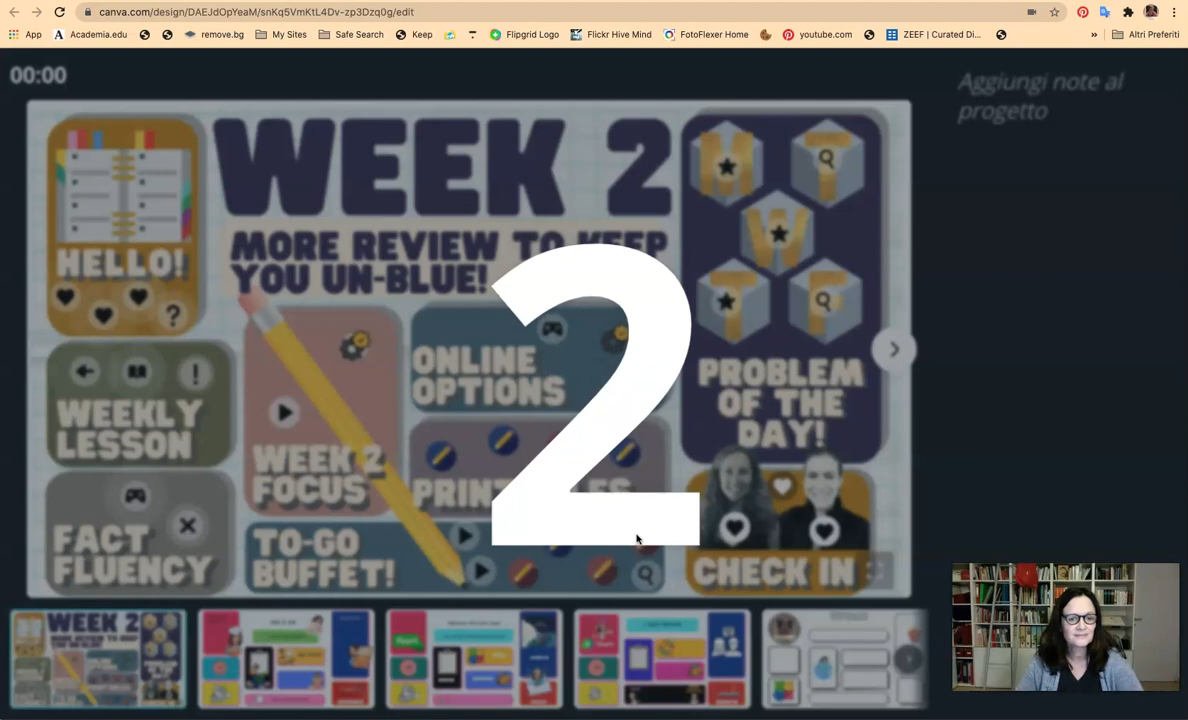 canva.com/design/DAEJdOpYeaM/snKq5VmKtL4Dv-zp3Dzq0g/edit
App
Academia.edu
remove.bg
My Sites
Safe Search
Keep
Flipgrid Logo
Flickr Hive Mind
FotoFlexer Home
youtube.com
ZEEF | Curated Di...
»
Altri Preferiti
00:00
Aggiungi note al
progetto
WEEK 2
MORE REVIEW TO KEEP
YOU UN-BLUE!
HELLO!
?
WEEKLY
LESSON
FACT
FLUENCY
WEEK 2
FOCUS
TO-GO
BUFFET!
ONLINE
OPTIONS
2
M
T
W
T
F
PROBLEM
OF THE
DAY!
CHECK IN
WEEK 2